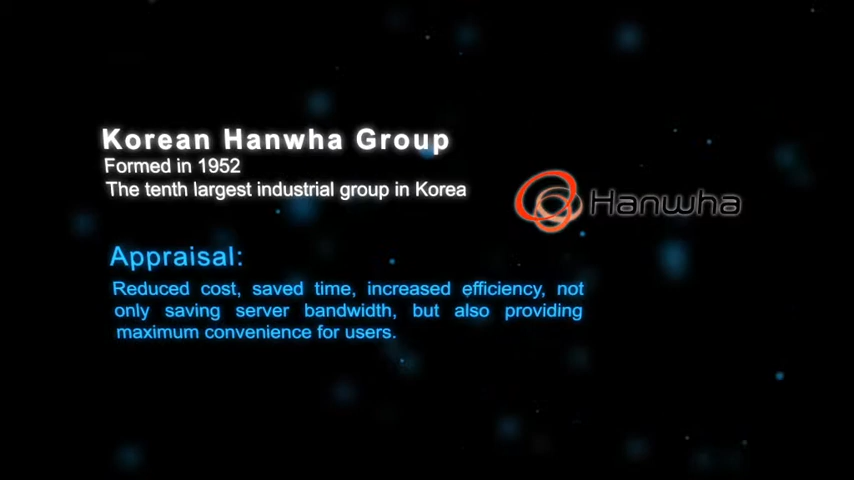 Korean Hanwha Group
Formed in 1952
The tenth largest industrial group in Korea
Hanwha
Appraisal:
Reduced cost, saved time, increased efficiency, not
only saving server bandwidth, but also providing
maximum convenience for users.